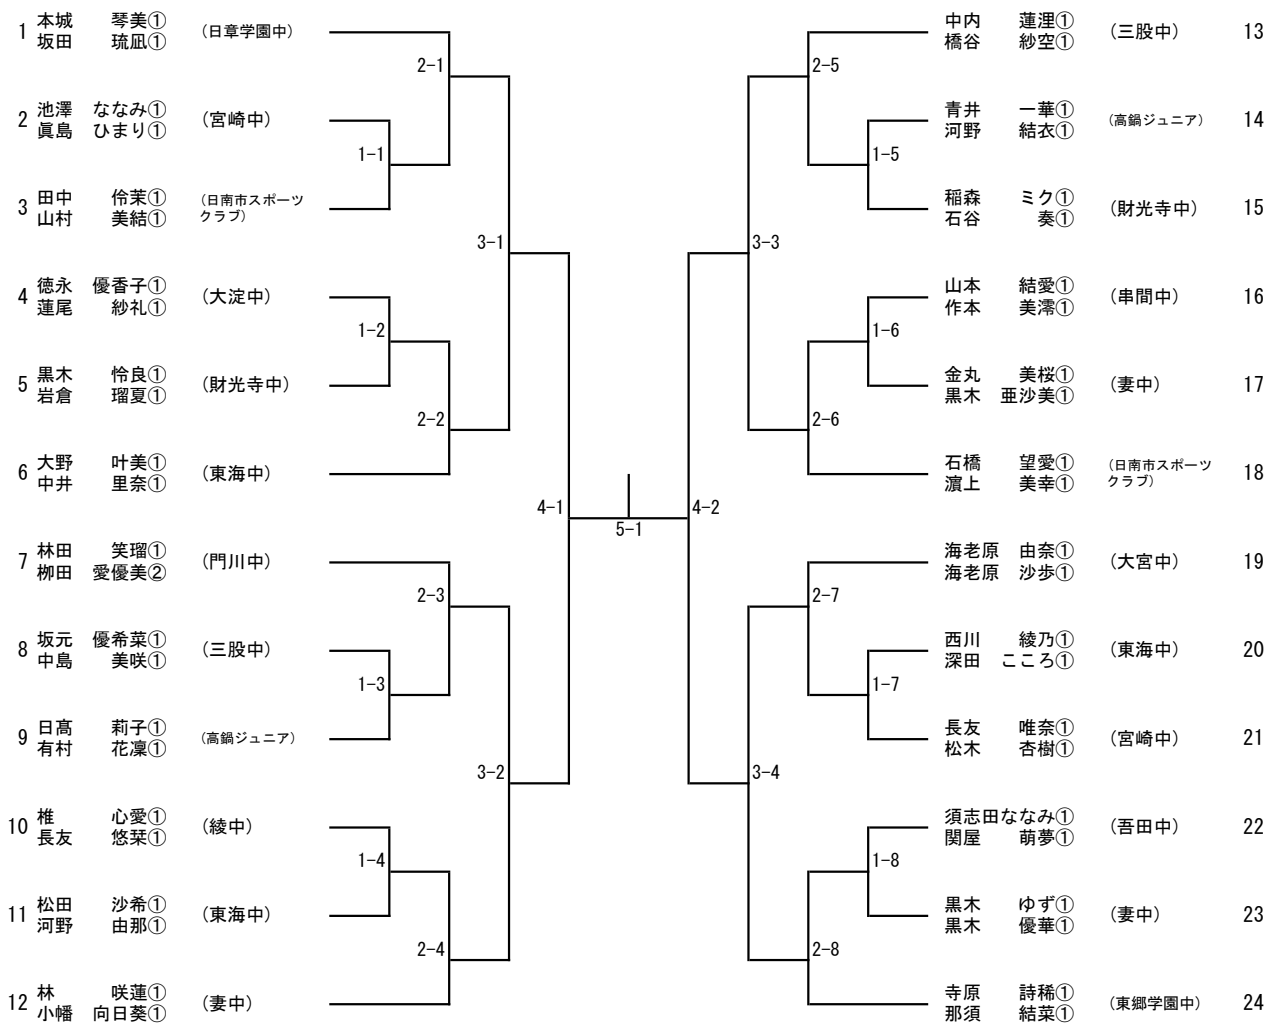 1 本城 琴美① (日章学園中)
坂田 琉凪①
2-1
2 池澤 ななみ① (宮崎中)
眞島 ひまり①
1-1
3 田中 伶茉① (日南市スポーツ
山村 美結① クラブ)
3-1
4 徳永 優香子① (大淀中)
蓮尾 紗礼①
1-2
5 黒木 怜良① (財光寺中)
岩倉 瑠夏①
2-2
6 大野 叶美① (東海中)
中井 里奈①
4-1
7 林田 笑瑠① (門川中)
栁田 愛優美②
2-3
8 坂元 優希菜① (三股中)
中島 美咲①
1-3
9 日髙 莉子① (高鍋ジュニア)
有村 花凜①
3-2
10 椎 心愛① (綾中)
長友 悠栞①
1-4
11 松田 沙希① (東海中)
河野 由那①
2-4
12 林 咲蓮① (妻中)
小幡 向日葵①
5-1
中内 蓮浬① (三股中) 13
橋谷 紗空①
2-5
青井 一華① (高鍋ジュニア) 14
河野 結衣①
1-5
稲森 ミク① (財光寺中) 15
石谷 奏①
3-3
山本 結愛① (串間中) 16
作本 美澪①
1-6
金丸 美桜① (妻中) 17
黒木 亜沙美①
2-6
石橋 望愛① (日南市スポーツ 18
濵上 美幸① クラブ)
4-2
海老原 由奈① (大宮中) 19
海老原 沙歩①
2-7
西川 綾乃① (東海中) 20
深田 こころ①
1-7
長友 唯奈① (宮崎中) 21
松木 杏樹①
3-4
須志田ななみ① (吾田中) 22
関屋 萌夢①
1-8
黒木 ゆず① (妻中) 23
黒木 優華①
2-8
寺原 詩稀① (東郷学園中) 24
那須 結菜①